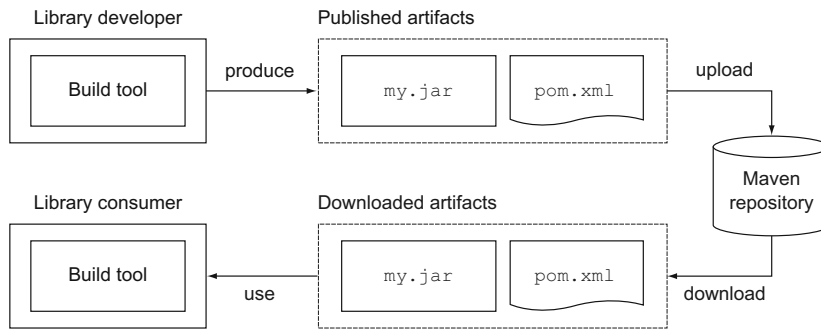 Library developer
Published artifacts
Build tool
produce
my.jar
pom.xml
upload
Maven
repository
Library consumer
Downloaded artifacts
Build tool
use
my.jar
pom.xml
download